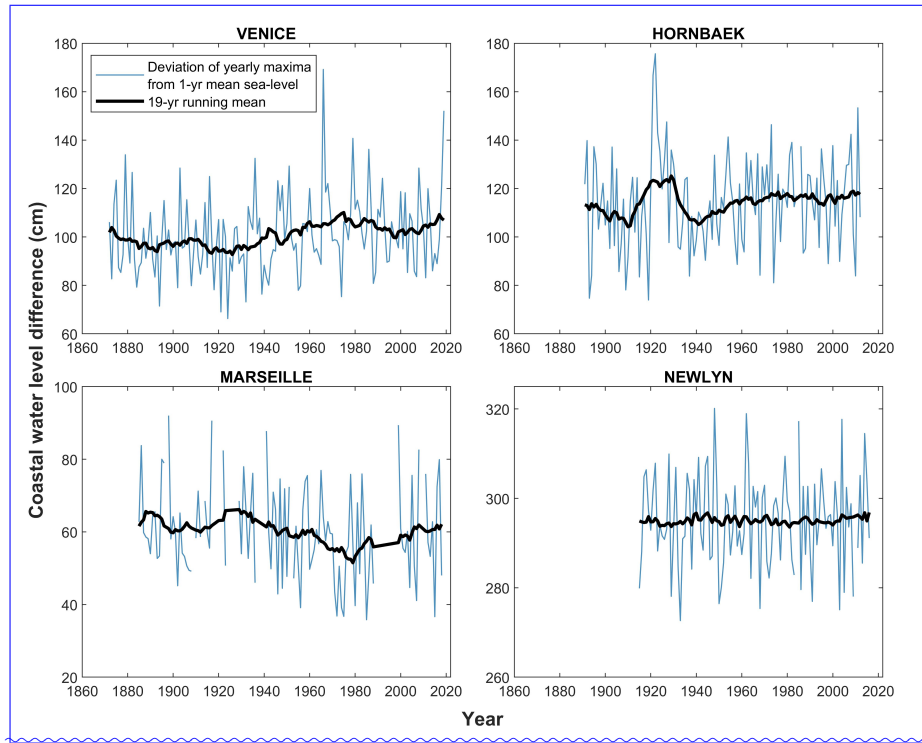 VENICE
HORNBAEK
180
160
140
120
100
80
60
1860 1880 1900 1920 1940 1960 1980 2000 2020
Deviation of yearly maxima
from 1-yr mean sea-level
19-yr running mean
180
160
140
120
100
80
60
1860 1880 1900 1920 1940 1960 1980 2000 2020
MARSEILLE
NEWLYN
100
80
60
40
20
1860 1880 1900 1920 1940 1960 1980 2000 2020
320
300
280
260
1860 1880 1900 1920 1940 1960 1980 2000 2020
Coastal water level difference (cm)
Year